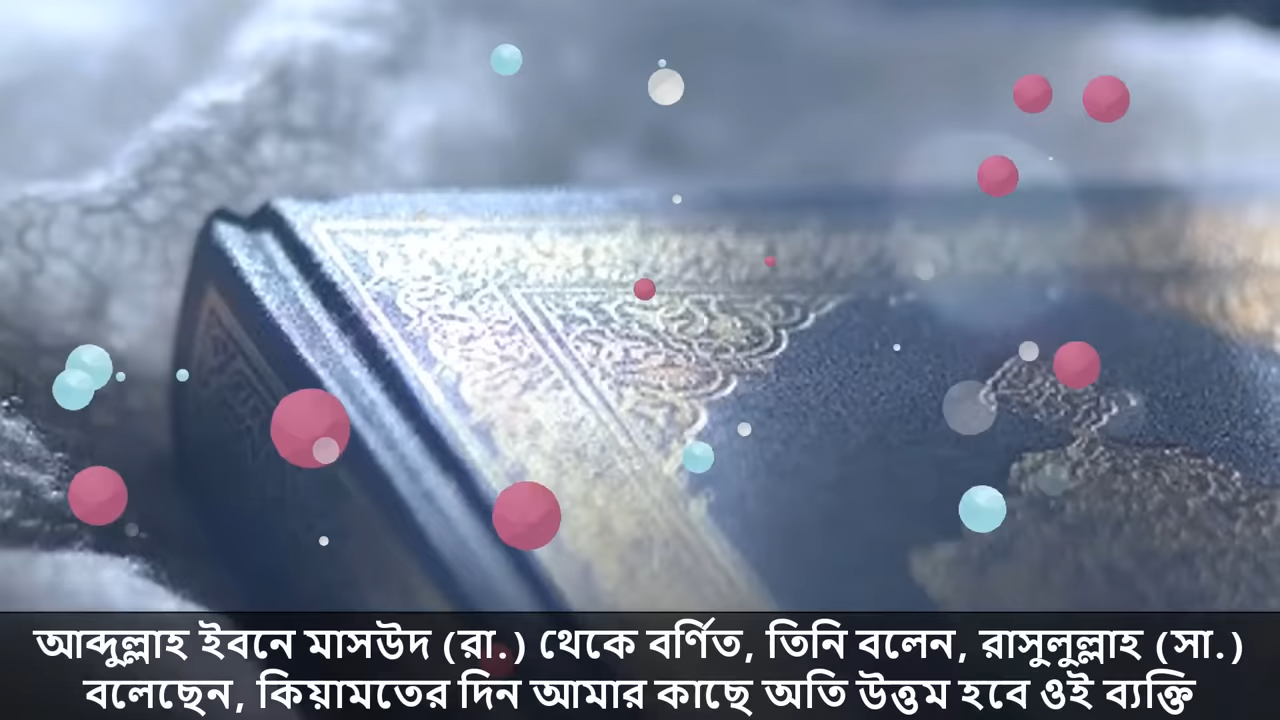 আব্দুল্লাহ ইবনে মাসউদ (রা.) থেকে বর্ণিত, তিনি বলেন, রাসুলুল্লাহ (সা.)
বলেছেন, কিয়ামতের দিন আমার কাছে অতি উত্তম হবে ওই ব্যক্তি